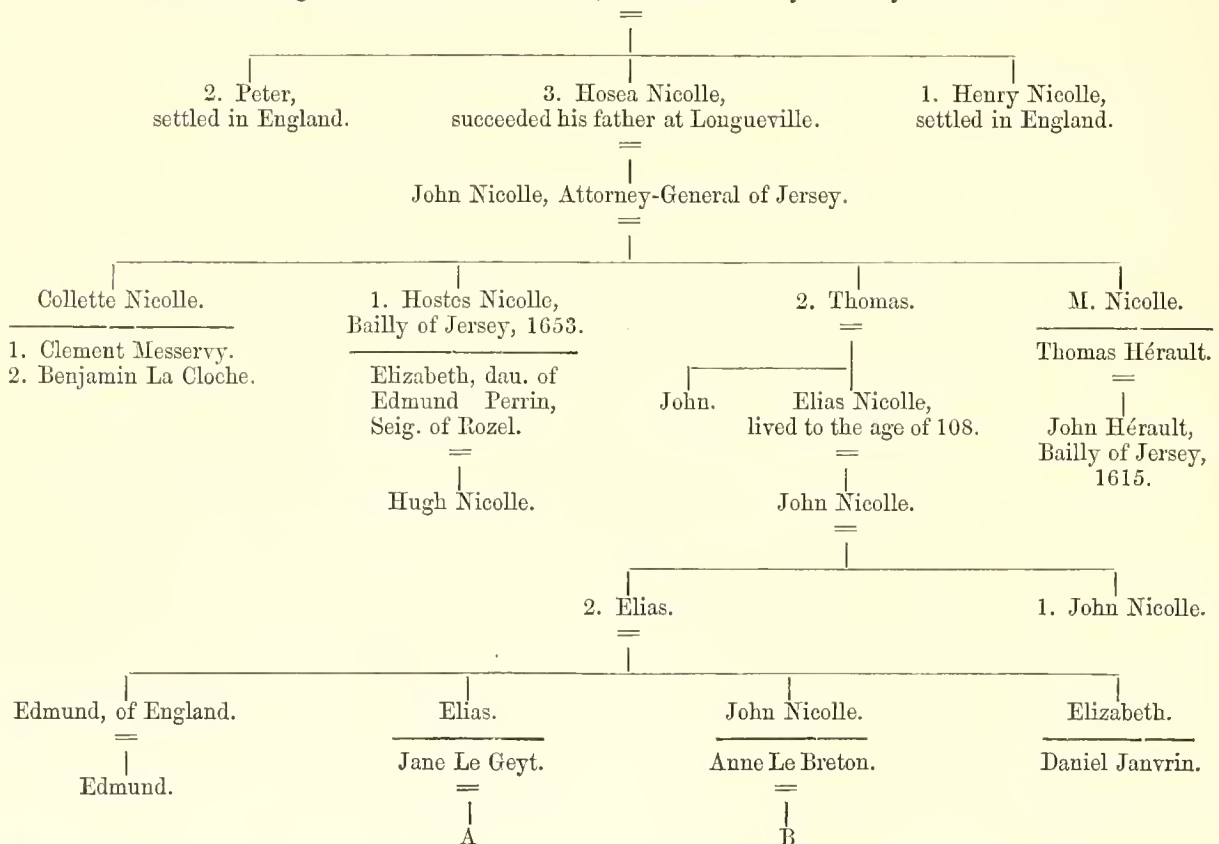 2. Peter,
settled in England.
3. Hosea Nicolle,
succeeded his father at Longueville.
1. Henry Nicolle,
settled in England.
John Nicolle, Attorney-General of Jersey.
Collette Nicolle.
1. Clement Messervy.
2. Benjamin La Cloche.
1. Hostes Nicolle,
Bailly of Jersey, 1653.
Elizabeth, dau. of
Edmund Perrin,
Seig. of Rozel.
Hugh Nicolle.
2. Thomas.
John.
Elias Nicolle,
lived to the age of 108.
John Nicolle.
M. Nicolle.
Thomas Hérault.
John Hérault,
Bailly of Jersey,
1615.
2. Elias.
1. John Nicolle.
Edmund, of England.
Edmund.
Elias.
Jane Le Geyt.
A
John Nicolle.
Anne Le Breton.
B
Elizabeth.
Daniel Janvrin.